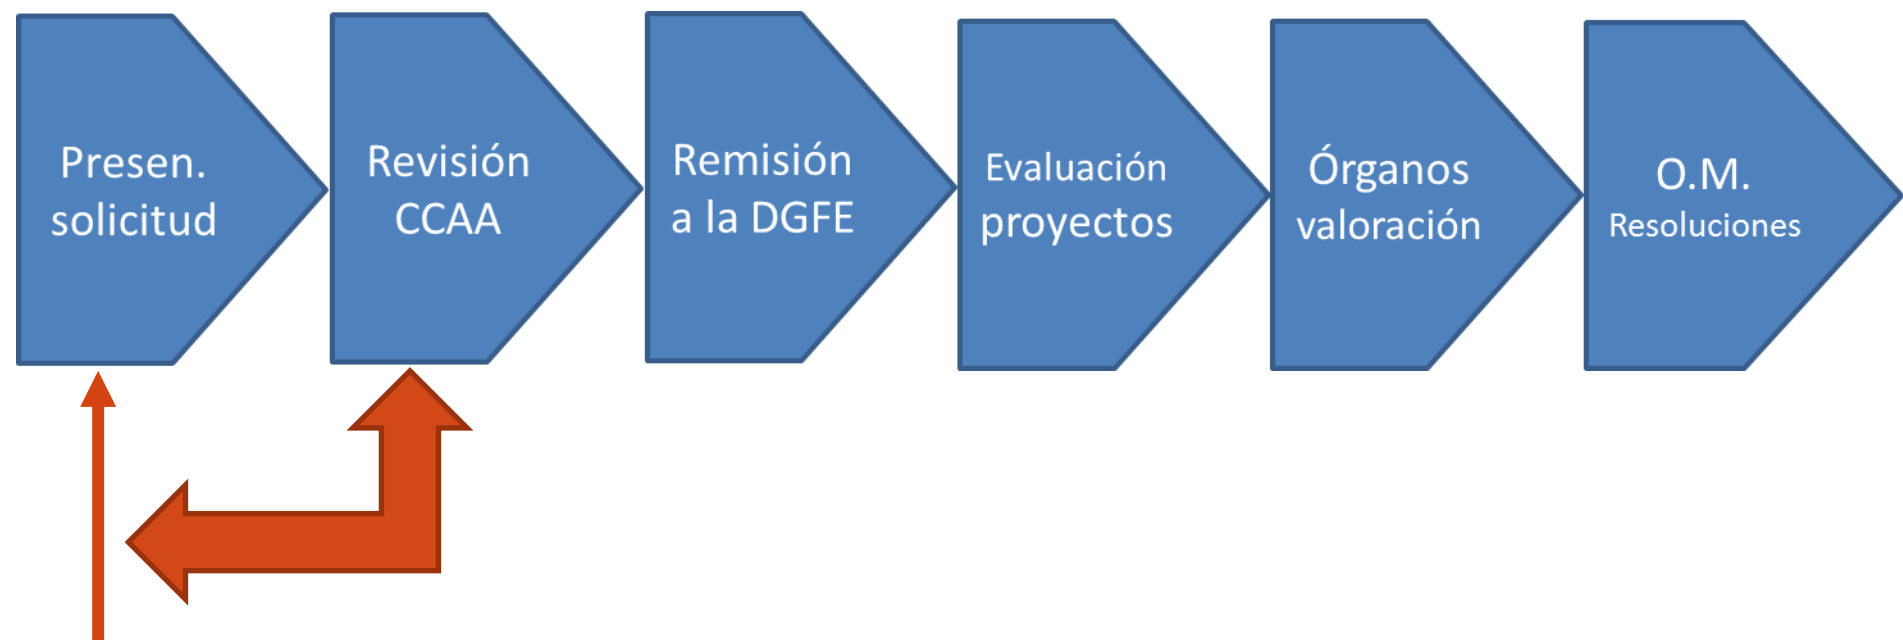 Presen.
solicitud
Revisión
CCAA
Remisión
a la DGFE
Evaluación
proyectos
Órganos
valoración
O.M.
Resoluciones